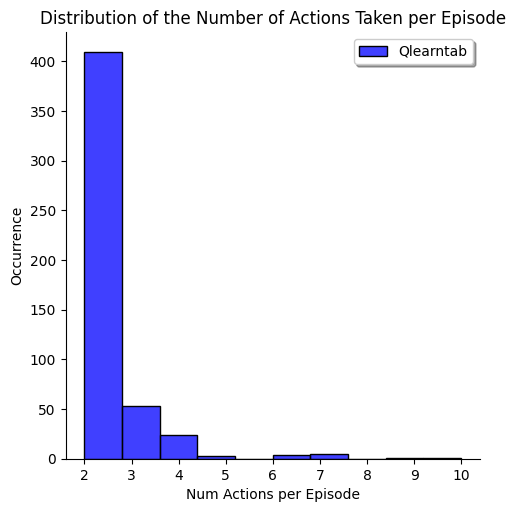 Distribution of the Number of Actions Taken per Episode
Qlearntab
400
350
300
250
200
150
100
50
0
Occurrence
2 3 4 5 6 7 8 9 10
Num Actions per Episode